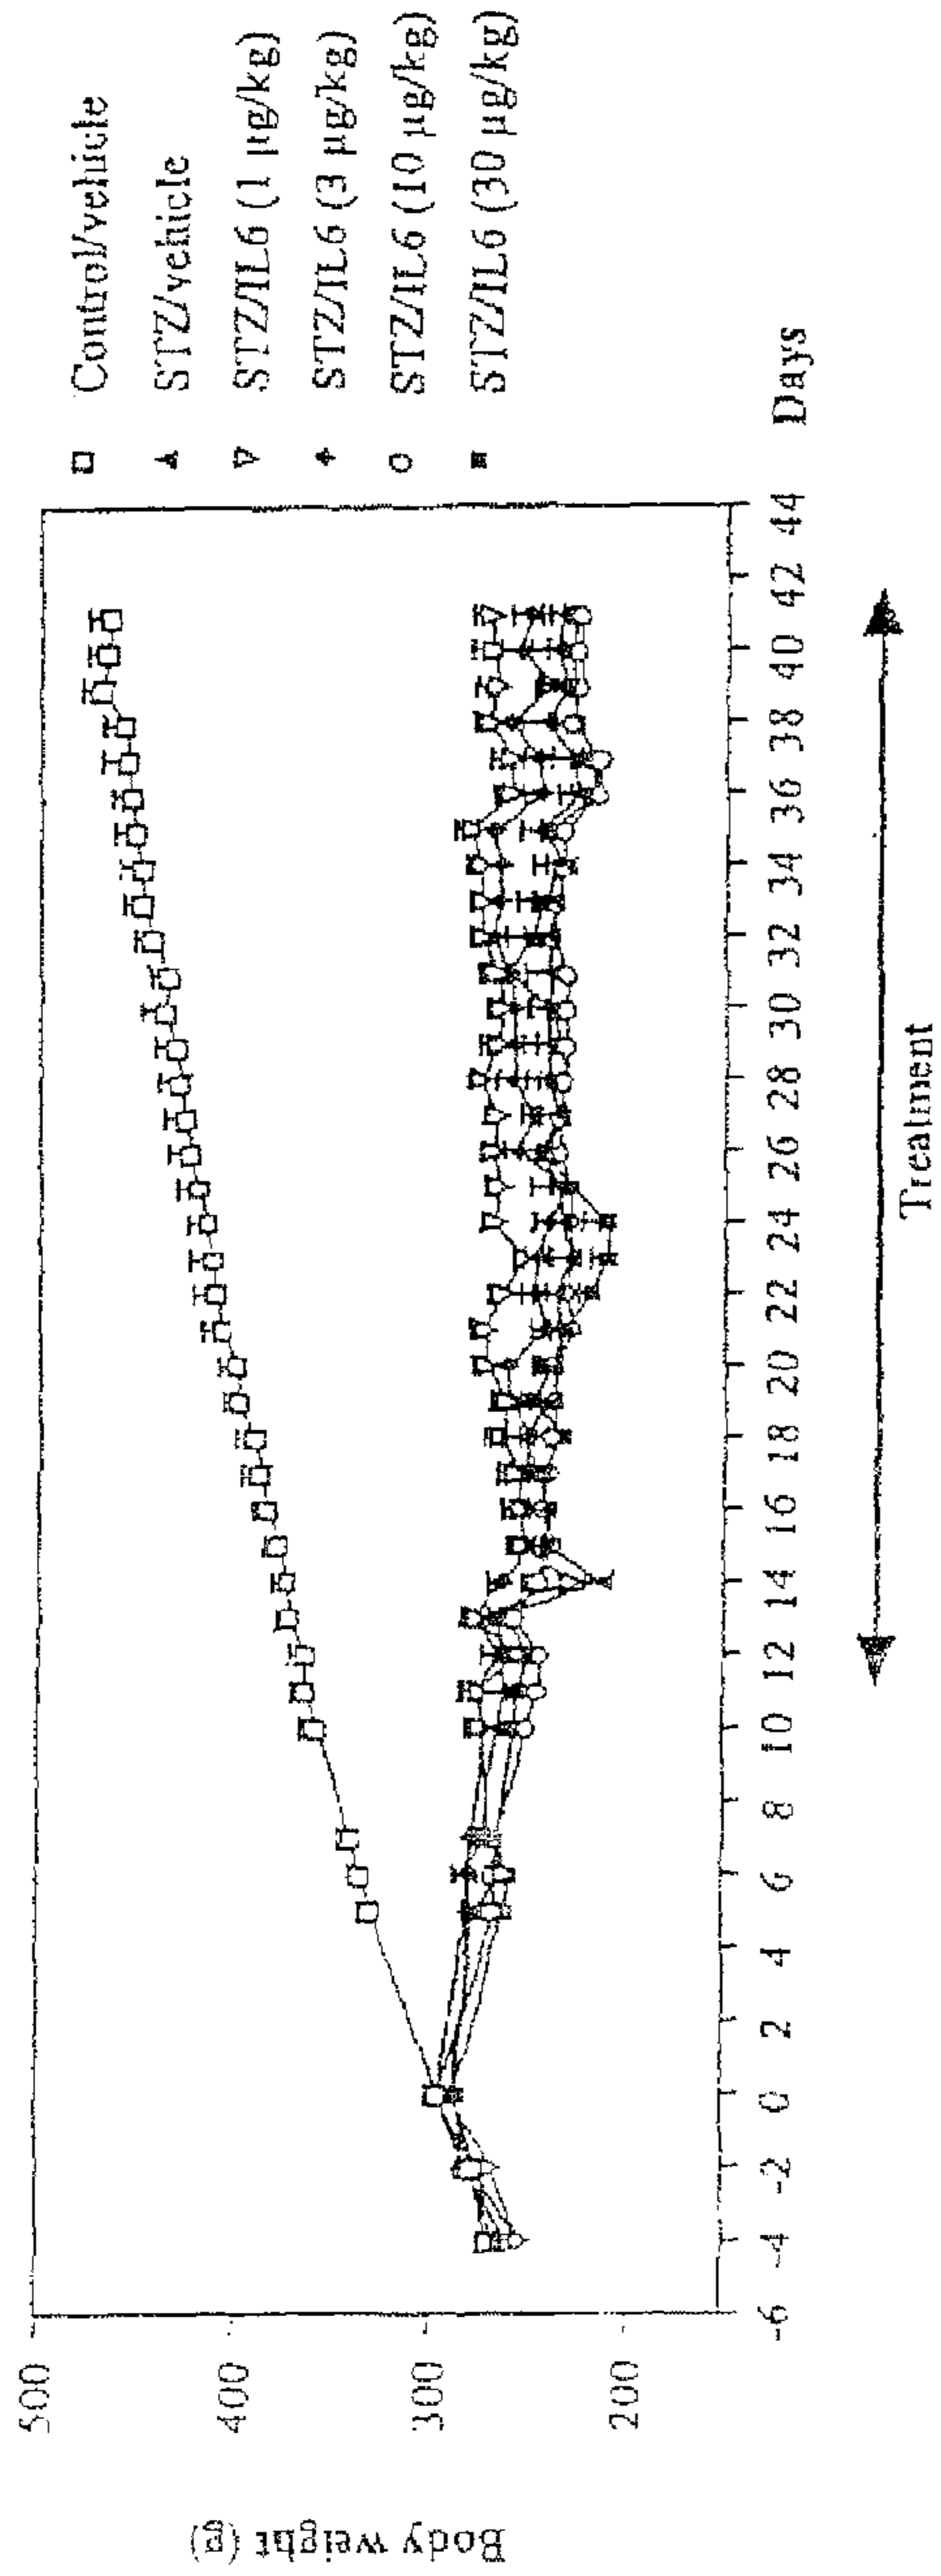 Body weight (g)
500
400
300
200
-6 -4 -2 0 2 4 6 8 10 12 14 16 18 20 22 24 26 28 30 32 34 36 38 40 42 44 Days
Treatment
Control/vehicle
STZ/vehicle
STZ/IL6 (1 µg/kg)
STZ/IL6 (3 µg/kg)
STZ/IL6 (10 µg/kg)
STZ/IL6 (30 µg/kg)